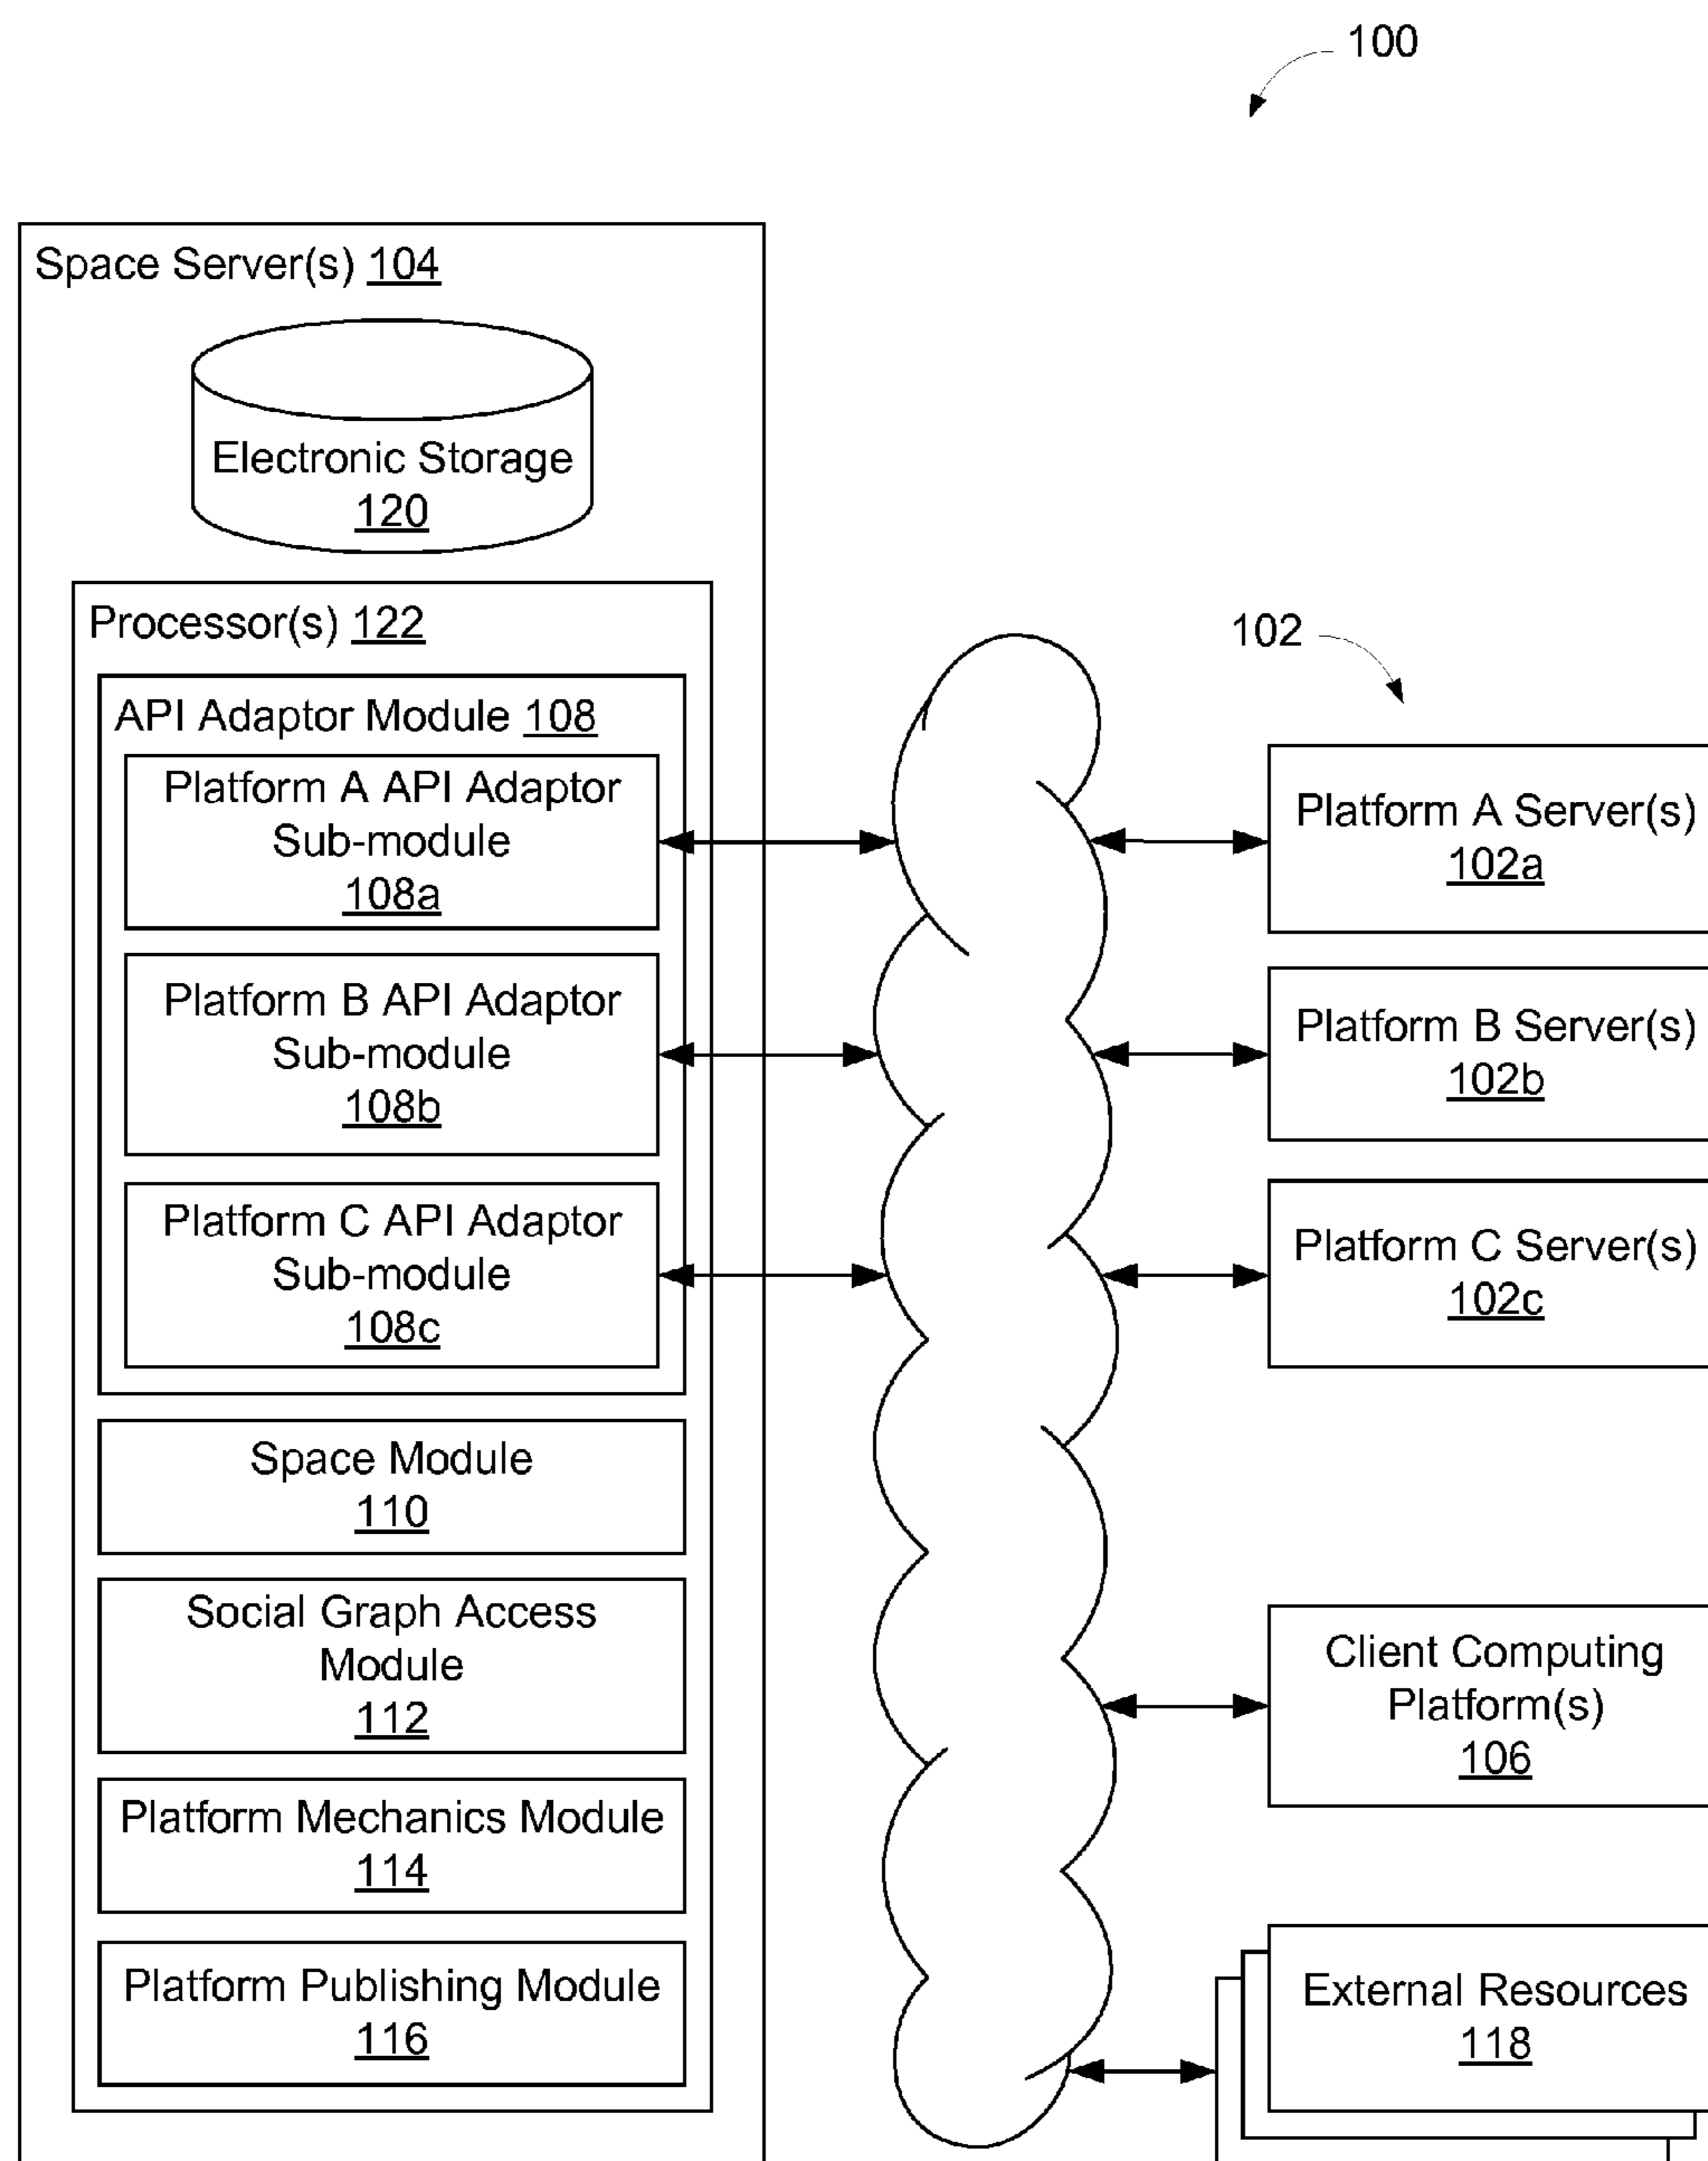 100
Space Server(s) 104
Electronic Storage
120
Processor(s) 122
API Adaptor Module 108
Platform A API Adaptor
Sub-module
108a
Platform B API Adaptor
Sub-module
108b
Platform C API Adaptor
Sub-module
108c
Space Module
110
Social Graph Access
Module
112
Platform Mechanics Module
114
Platform Publishing Module
116
102
Platform A Server(s)
102a
Platform B Server(s)
102b
Platform C Server(s)
102c
Client Computing
Platform(s)
106
External Resources
118